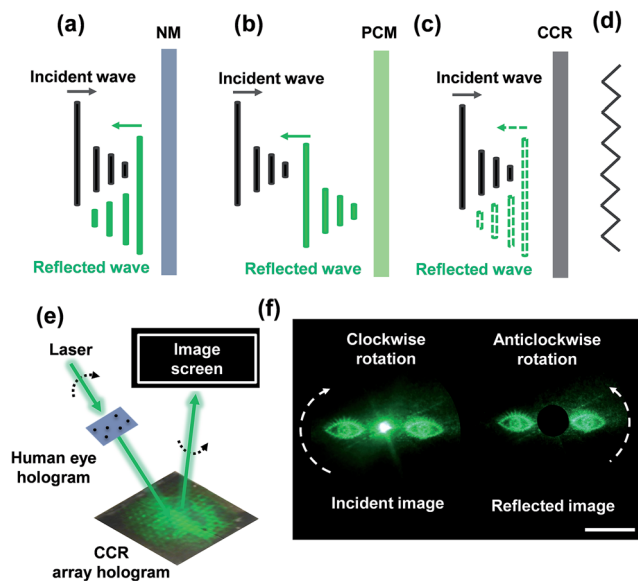 (a)
NM
Incident wave
Reflected wave
(b)
PCM
Incident wave
Reflected wave
(c)
CCR
Incident wave
Reflected wave
(d)
(e)
Laser
Image
screen
Human eye
hologram
CCR
array hologram
(f)
Clockwise
rotation
Anticlockwise
rotation
Incident image
Reflected image